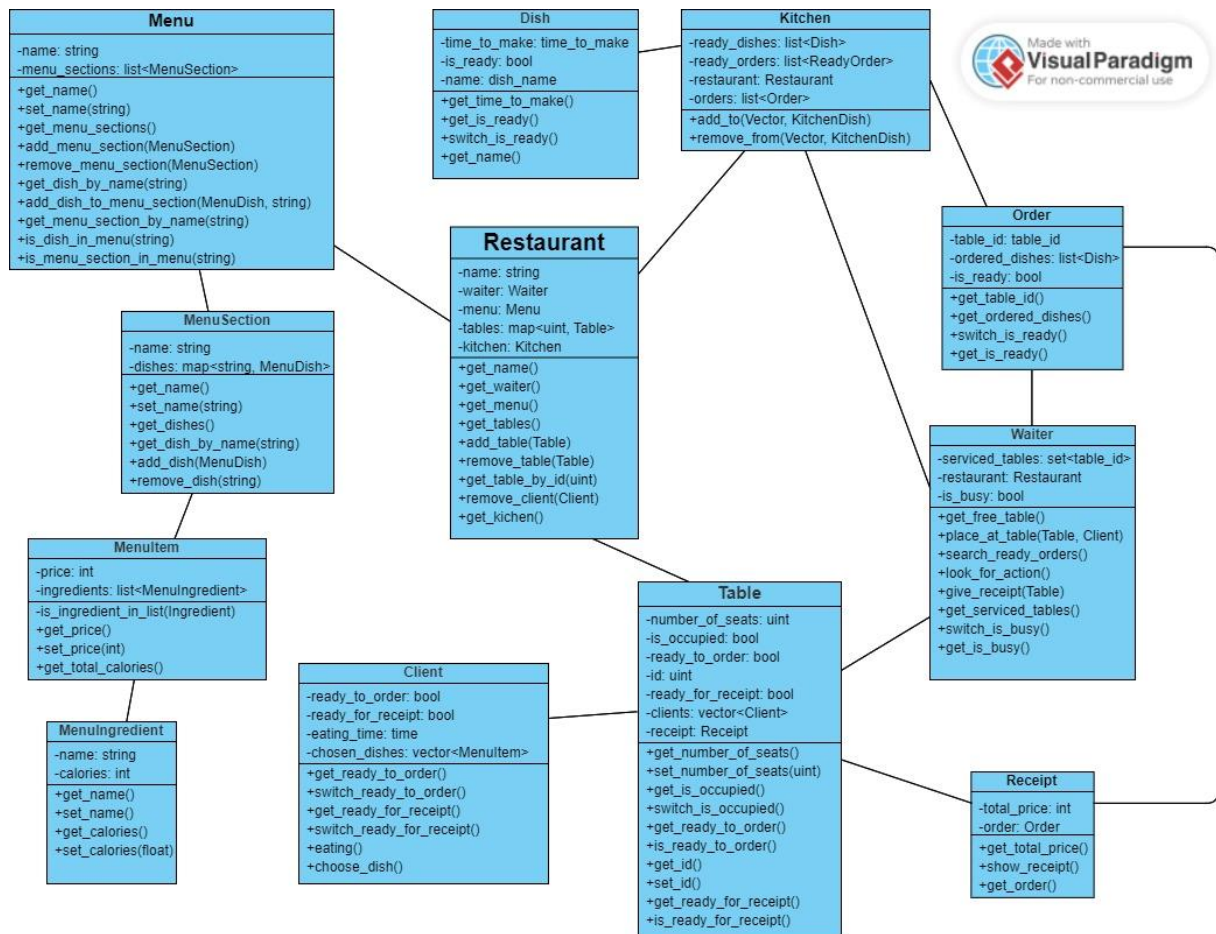 Menu
-name: string
-menu_sections: list<MenuSection>
+get_name()
+set_name(string)
+get_menu_sections()
+add_menu_section(MenuSection)
+remove_menu_section(MenuSection)
+get_dish_by_name(string)
+add_dish_to_menu_section(MenuDish, string)
+get_menu_section_by_name(string)
+is_dish_in_menu(string)
+is_menu_section_in_menu(string)
Dish
-time_to_make: time_to_make
-is_ready: bool
-name: dish_name
+get_time_to_make()
+get_is_ready()
+switch_is_ready()
+get_name()
Kitchen
-ready_dishes: list<Dish>
-ready_orders: list<ReadyOrder>
-restaurant: Restaurant
-orders: list<Order>
+add_to(Vector, KitchenDish)
+remove_from(Vector, KitchenDish)
Made with
Visual Paradigm
For non-commercial use
Order
-table_id: table_id
-ordered_dishes: list<Dish>
-is_ready: bool
+get_table_id()
+get_ordered_dishes()
+switch_is_ready()
+get_is_ready()
Restaurant
-name: string
-waiter: Waiter
-menu: Menu
-tables: map<uint, Table>
-kitchen: Kitchen
+get_name()
+get_waiter()
+get_menu()
+get_tables()
+add_table(Table)
+remove_table(Table)
+get_table_by_id(uint)
+remove_client(Client)
+get_kichen()
MenuSection
-name: string
-dishes: map<string, MenuDish>
+get_name()
+set_name(string)
+get_dishes()
+get_dish_by_name(string)
+add_dish(MenuDish)
+remove_dish(string)
Waiter
-serviced_tables: set<table_id>
-restaurant: Restaurant
-is_busy: bool
+get_free_table()
+place_at_table(Table, Client)
+search_ready_orders()
+look_for_action()
+give_receipt(Table)
+get_serviced_tables()
+switch_is_busy()
+get_is_busy()
MenuItem
-price: int
-ingredients: list<MenuIngredient>
-is_ingredient_in_list(Ingredient)
+get_price()
+set_price(int)
+get_total_calories()
Table
-number_of_seats: uint
-is_occupied: bool
-ready_to_order: bool
-id: uint
-ready_for_receipt: bool
-clients: vector<Client>
-receipt: Receipt
+get_number_of_seats()
+set_number_of_seats(uint)
+get_is_occupied()
+switch_is_occupied()
+get_ready_to_order()
+is_ready_to_order()
+get_id()
+set_id()
+get_ready_for_receipt()
+is_ready_for_receipt()
Client
-ready_to_order: bool
-ready_for_receipt: bool
-eating_time: time
-chosen_dishes: vector<MenuItem>
+get_ready_to_order()
+switch_ready_to_order()
+get_ready_for_receipt()
+switch_ready_for_receipt()
+eating()
+choose_dish()
MenuIngredient
-name: string
-calories: int
+get_name()
+set_name()
+get_calories()
+set_calories(float)
Receipt
-total_price: int
-order: Order
+get_total_price()
+show_receipt()
+get_order()